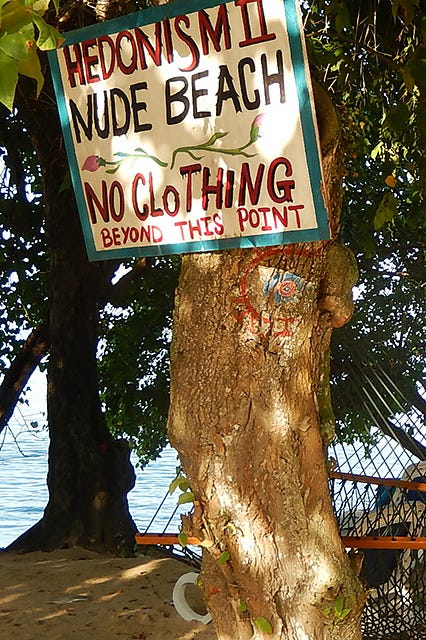 HEDONISM II
NUDE BEACH
NO CLOTHING
BEYOND THIS POINT